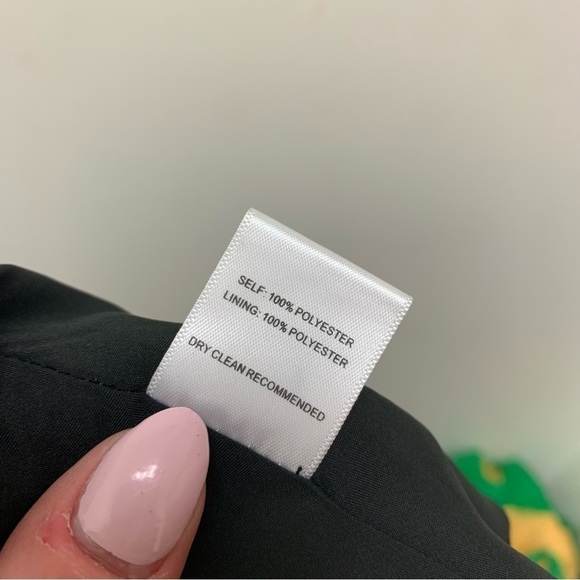 SELF: 100% POLYESTER
LINING: 100% POLYESTER
DRY CLEAN RECOMMENDED